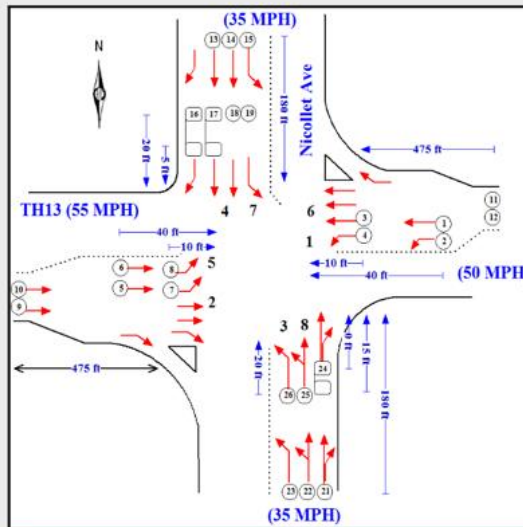 (35 MPH)
N
13 14 15
180 ft
Nicollet Ave
475 ft
16 17 18 19
20 ft
5 ft
TH13 (55 MPH)
4 7
6
11
12
3 1
4 2
1
40 ft
10 ft
5
10 ft
40 ft
(50 MPH)
6 8
10
5 7
9
2
3 8
475 ft
20 ft
24
0 ft
15 ft
26 25
180 ft
23 22 21
(35 MPH)